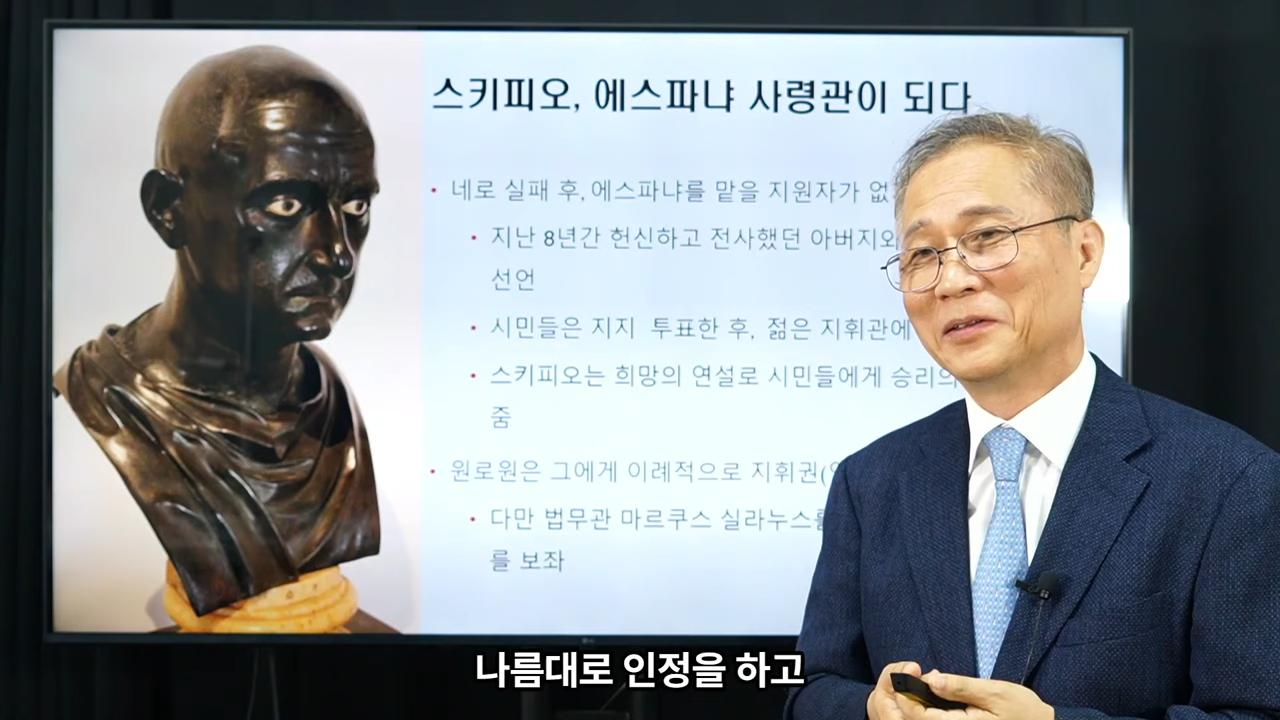 스키피오, 에스파냐 사령관이 되다
• 네로 실패 후, 에스파냐를 맡을 지원자가
• 지난 8년간 헌신하고 전사했던 아버지와
선언
• 시민들은 지지 투표한 후, 젊은 지휘관에
• 스키피오는 희망의 연설로 시민들에게 승리의
줌
• 원로원은 그에게 이례적으로 지휘권(
• 다만 법무관 마르쿠스 실라누스를
를 보좌
나름대로 인정을 하고